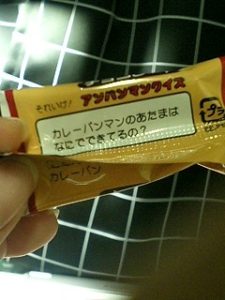 それいけ!
アンパンマンクイズ
カレーパンマンのあたまは
なにでできてるの?
カレーパン
プラ